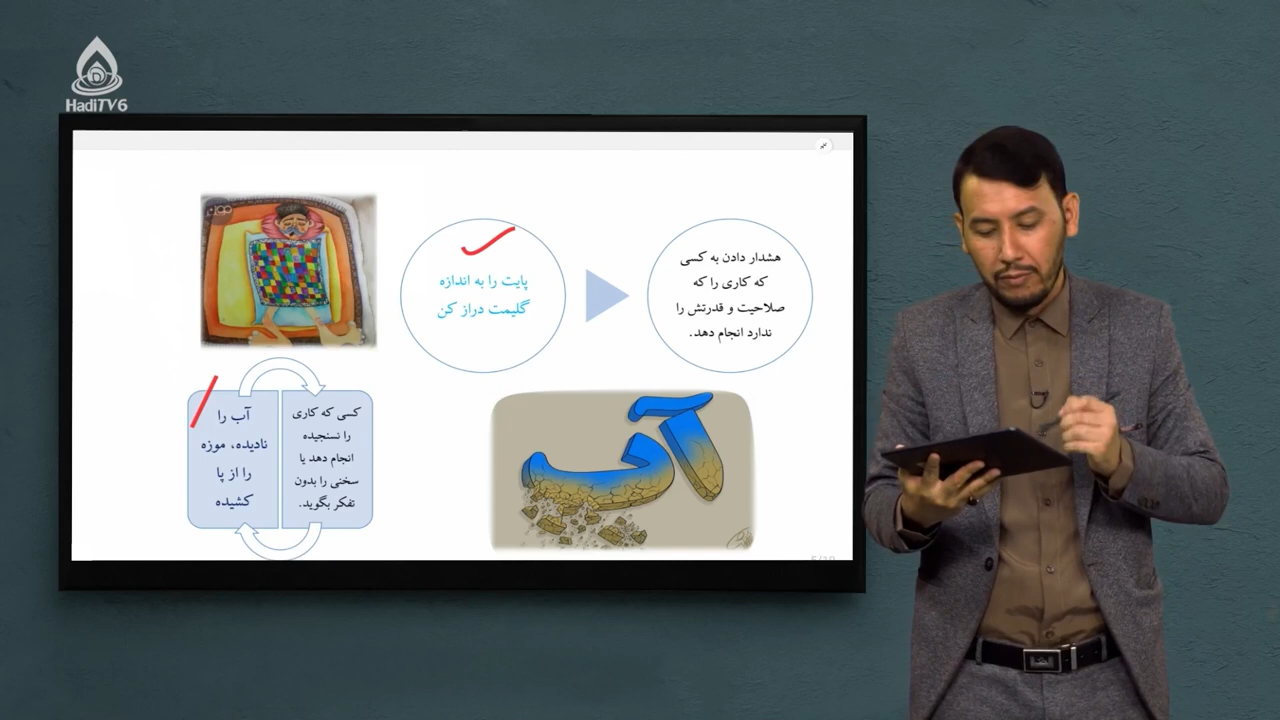 HadiTV6
هشدار دادن به کسی
که کاری را که
صلاحیت و قدرتش را
ندارد انجام دهد.
پایت را به اندازه
گلیمت دراز کن
کسی که کاری
را نسنجیده
انجام دهد یا
سخنی را بدون
تفکر بگوید.
آب را
نادیده، موزه
را از پا
کشیده
آب